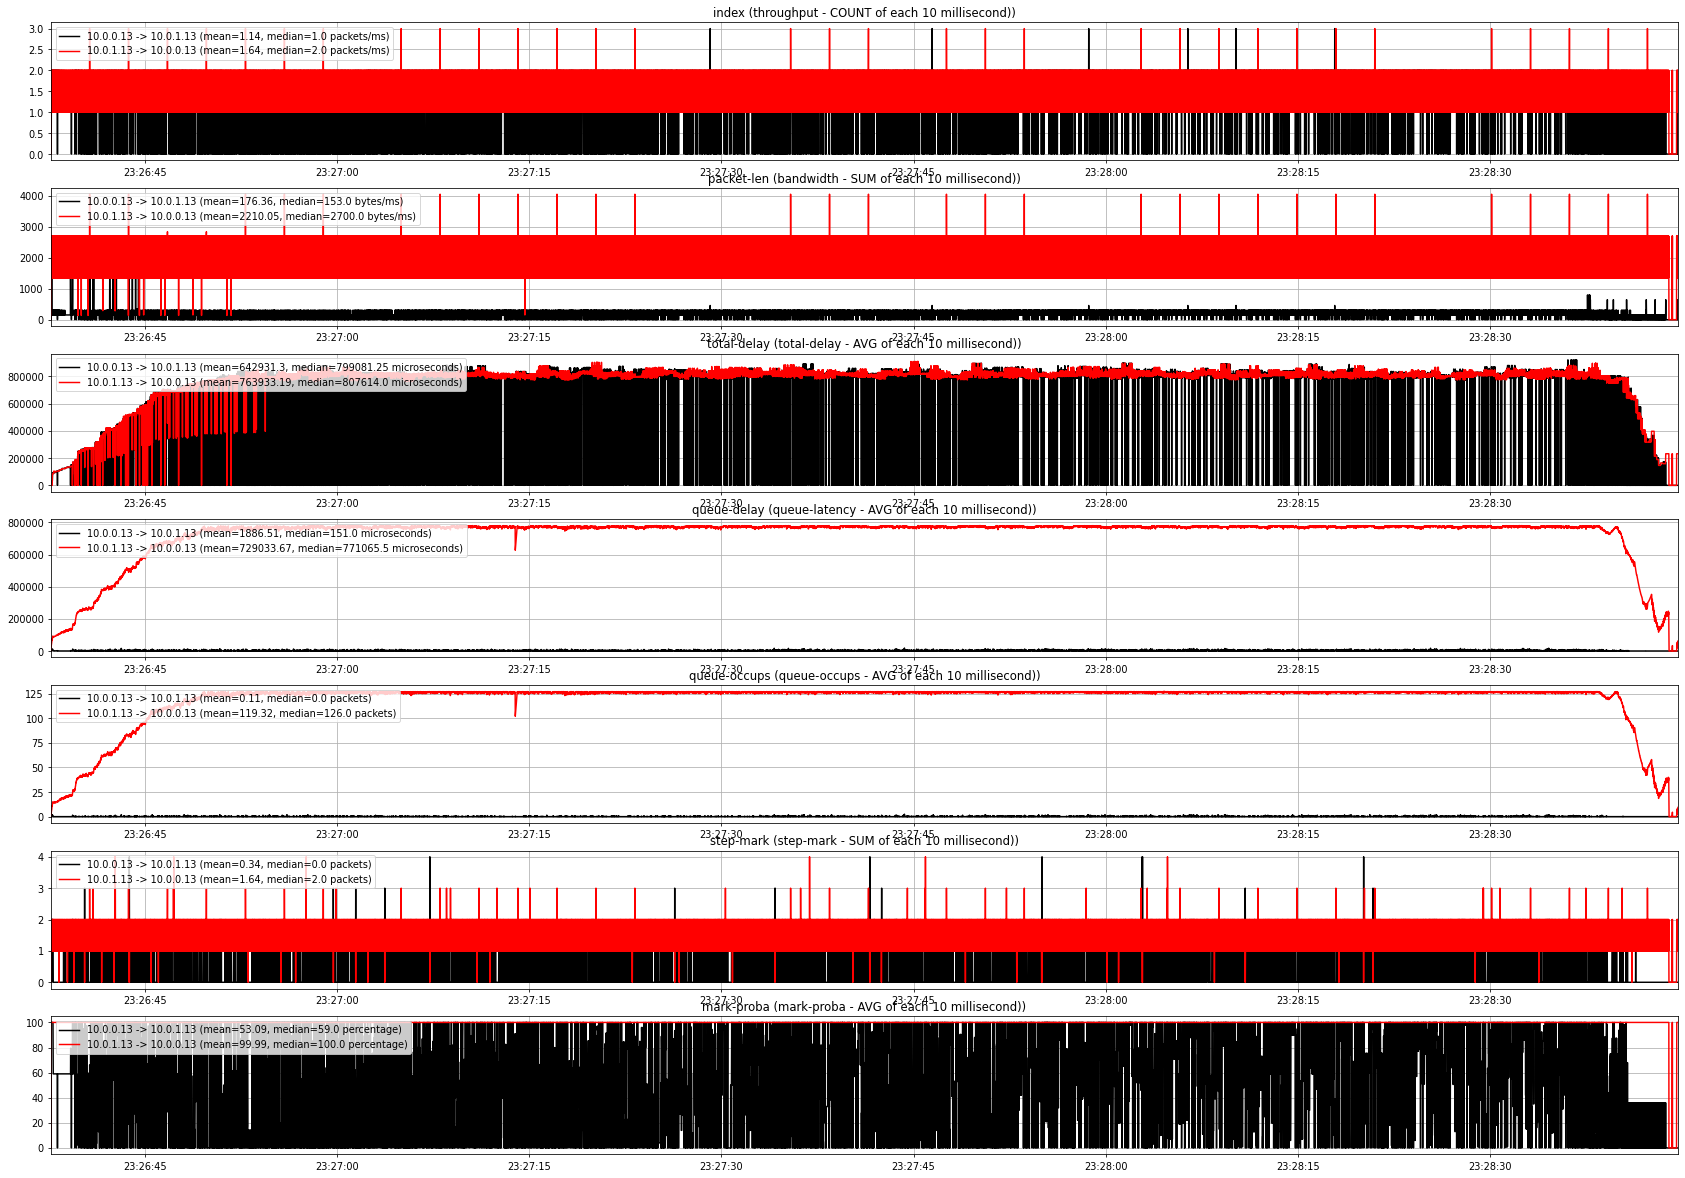 index (throughput - COUNT of each 10 millisecond))
10.0.0.13 -> 10.0.1.13 (mean=1.14, median=1.0 packets/ms)
10.0.1.13 -> 10.0.0.13 (mean=1.64, median=2.0 packets/ms)
3.0
2.5
2.0
1.5
1.0
0.5
0.0
23:26:45 23:27:00 23:27:15 23:27:30 23:27:45 23:28:00 23:28:15 23:28:30
packet-len (bandwidth - SUM of each 10 millisecond))
10.0.0.13 -> 10.0.1.13 (mean=176.36, median=153.0 bytes/ms)
10.0.1.13 -> 10.0.0.13 (mean=2210.05, median=2700.0 bytes/ms)
4000
3000
2000
1000
0
23:26:45 23:27:00 23:27:15 23:27:30 23:27:45 23:28:00 23:28:15 23:28:30
total-delay (total-delay - AVG of each 10 millisecond))
10.0.0.13 -> 10.0.1.13 (mean=642931.3, median=799081.25 microseconds)
10.0.1.13 -> 10.0.0.13 (mean=763933.19, median=807614.0 microseconds)
800000
600000
400000
200000
0
23:26:45 23:27:00 23:27:15 23:27:30 23:27:45 23:28:00 23:28:15 23:28:30
queue-delay (queue-latency - AVG of each 10 millisecond))
10.0.0.13 -> 10.0.1.13 (mean=1886.51, median=151.0 microseconds)
10.0.1.13 -> 10.0.0.13 (mean=729033.67, median=771065.5 microseconds)
800000
600000
400000
200000
0
23:26:45 23:27:00 23:27:15 23:27:30 23:27:45 23:28:00 23:28:15 23:28:30
queue-occups (queue-occups - AVG of each 10 millisecond))
10.0.0.13 -> 10.0.1.13 (mean=0.11, median=0.0 packets)
10.0.1.13 -> 10.0.0.13 (mean=119.32, median=126.0 packets)
125
100
75
50
25
0
23:26:45 23:27:00 23:27:15 23:27:30 23:27:45 23:28:00 23:28:15 23:28:30
step-mark (step-mark - SUM of each 10 millisecond))
10.0.0.13 -> 10.0.1.13 (mean=0.34, median=0.0 packets)
10.0.1.13 -> 10.0.0.13 (mean=1.64, median=2.0 packets)
4
3
2
1
0
23:26:45 23:27:00 23:27:15 23:27:30 23:27:45 23:28:00 23:28:15 23:28:30
mark-proba (mark-proba - AVG of each 10 millisecond))
10.0.0.13 -> 10.0.1.13 (mean=53.09, median=59.0 percentage)
10.0.1.13 -> 10.0.0.13 (mean=99.99, median=100.0 percentage)
100
80
60
40
20
0
23:26:45 23:27:00 23:27:15 23:27:30 23:27:45 23:28:00 23:28:15 23:28:30